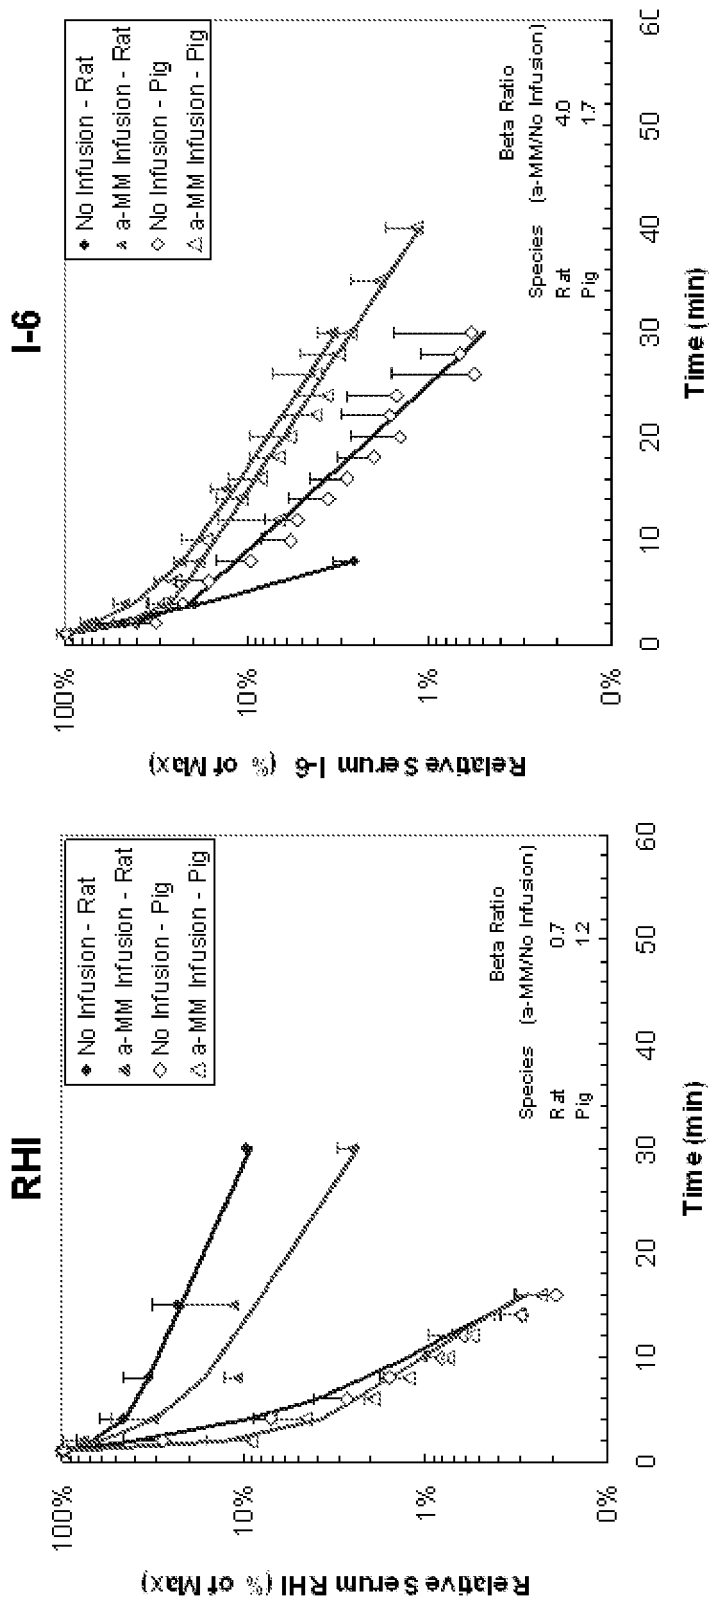 RHI
Relative Serum RHI (% of Max)
100%
10%
1%
0%
◆ No Infusion - Rat
▲ a-MM Infusion - Rat
◇ No Infusion - Pig
△ a-MM Infusion - Pig
Beta Ratio
Species (a-MM/No Infusion)
Rat 0.7
Pig 1.2
0 10 20 30 40 50 60
Time (min)
I-6
Relative Serum I-6 (% of Max)
100%
10%
1%
0%
◆ No Infusion - Rat
▲ a-MM Infusion - Rat
◇ No Infusion - Pig
△ a-MM Infusion - Pig
Beta Ratio
Species (a-MM/No Infusion)
Rat 4.0
Pig 1.7
0 10 20 30 40 50 60
Time (min)